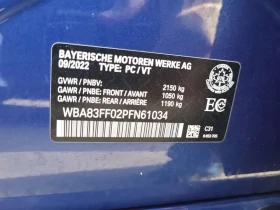 BAYERISCHE MOTOREN WERKE AG
09/2022 TYPE: PC / VT
GVWR / PNBV: 2150 kg
GAWR / PNBE: FRONT / AVANT 1050 kg
GAWR / PNBE: REAR / ARRIÈRE 1190 kg
WBA83FF02PFN61034
EC
C31